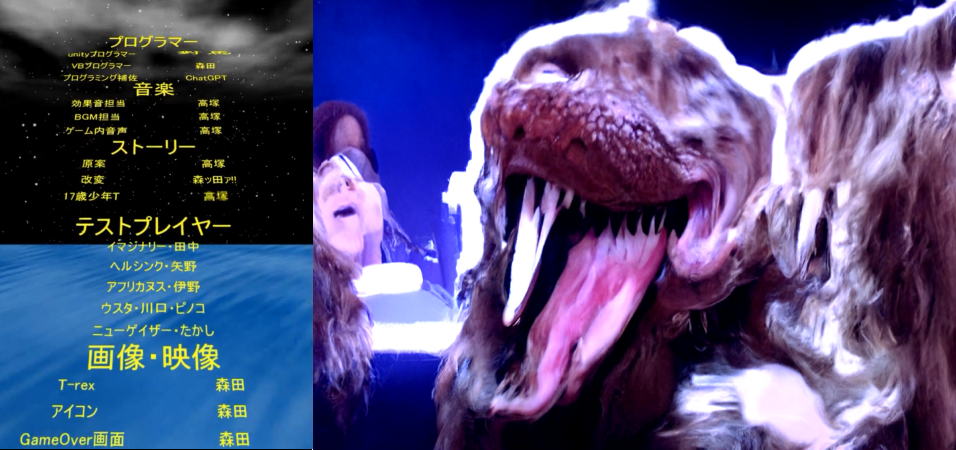 プログラマー
unityプログラマー
VBプログラマー 森田
プログラミング補佐 ChatGPT
音楽
効果音担当 高塚
BGM担当 高塚
ゲーム内音声 高塚
ストーリー
原案 高塚
改変 森ッ田ァ!!
17歳少年T 高塚
テストプレイヤー
イマジナリー・田中
ヘルシンク・矢野
アフリカヌス・伊野
ウスタ・川口・ピノコ
ニューゲイザー・たかし
画像・映像
T-rex 森田
アイコン 森田
GameOver画面 森田